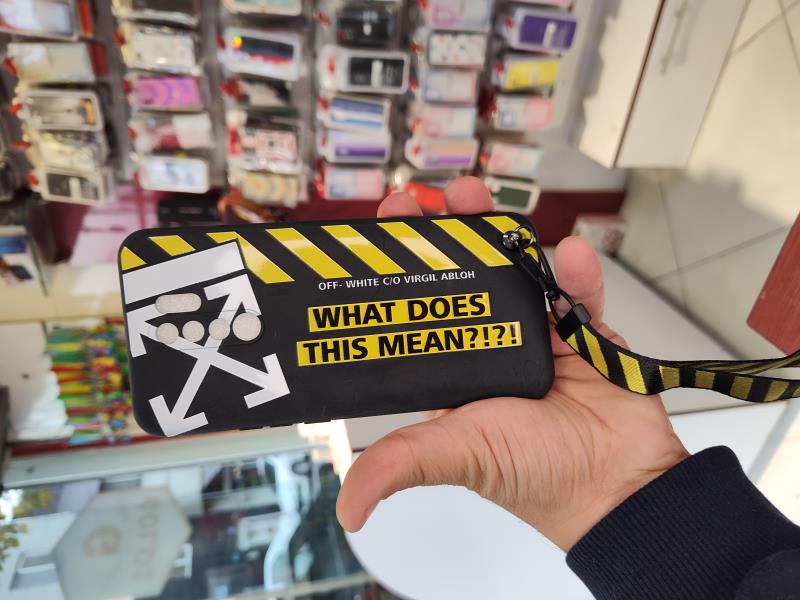 OFF- WHITE C/O VIRGIL ABLOH
WHAT DOES
THIS MEAN?!?!